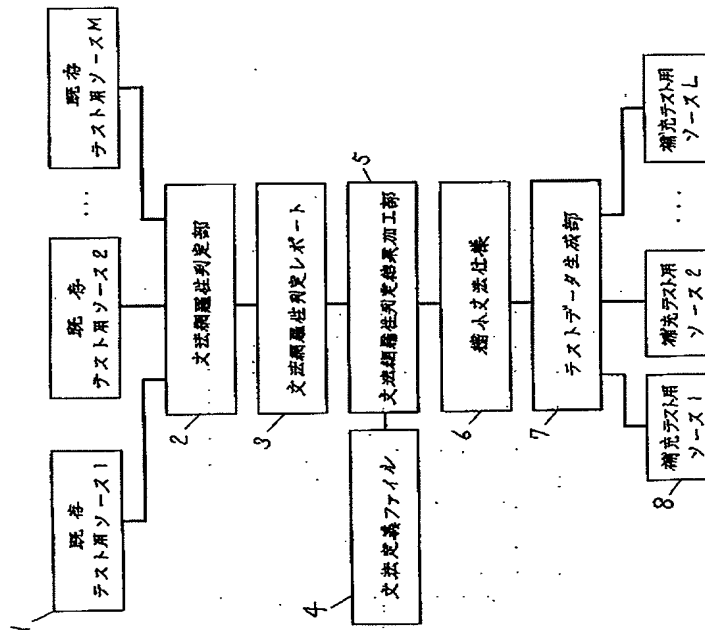 1
既存
テスト用ソース1
既存
テスト用ソース2
...
既存
テスト用ソースM
2
文法網羅性判定部
3
文法網羅性判定レポート
4
文法定義ファイル
5
文法網羅性判定結果加工部
6
縮小文法仕様
7
テストデータ生成部
8
補充テスト用
ソース1
補充テスト用
ソース2
...
補充テスト用
ソースL